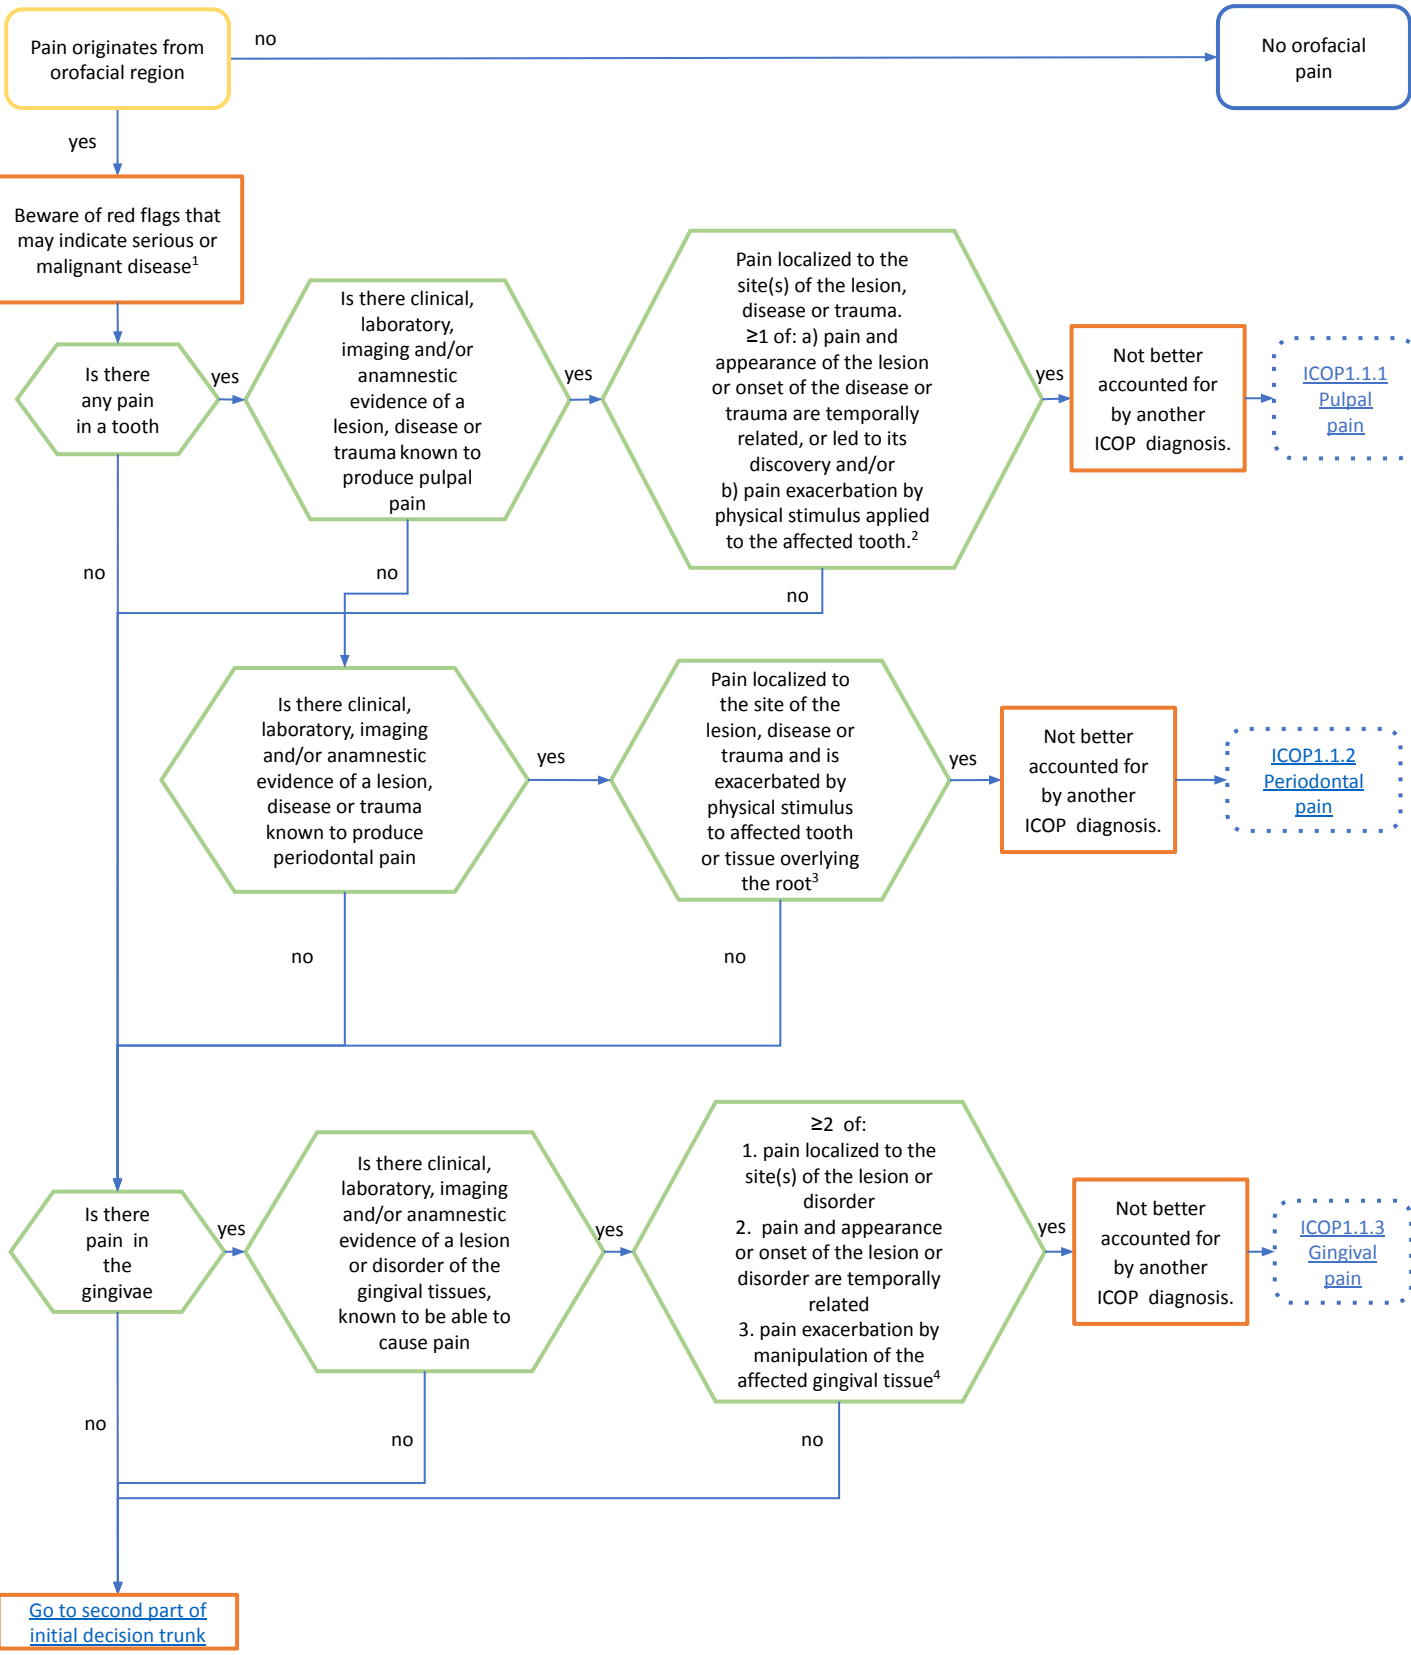 Pain originates from
orofacial region
no
No orofacial
pain
yes
Beware of red flags that
may indicate serious or
malignant disease1
Is there
any pain
in a tooth
yes
Is there clinical,
laboratory,
imaging and/or
anamnestic
evidence of a
lesion, disease or
trauma known to
produce pulpal
pain
yes
Pain localized to the
site(s) of the lesion,
disease or trauma.
≥1 of: a) pain and
appearance of the lesion
or onset of the disease or
trauma are temporally
related, or led to its
discovery and/or
b) pain exacerbation by
physical stimulus applied
to the affected tooth.2
yes
Not better
accounted for
by another
ICOP diagnosis.
ICOP1.1.1
Pulpal
pain
no
no
no
Is there clinical,
laboratory, imaging
and/or anamnestic
evidence of a lesion,
disease or trauma
known to produce
periodontal pain
yes
Pain localized to
the site of the
lesion, disease or
trauma and is
exacerbated by
physical stimulus
to affected tooth
or tissue overlying
the root3
yes
Not better
accounted for
by another
ICOP diagnosis.
ICOP1.1.2
Periodontal
pain
no
no
Is there
pain in
the
gingivae
yes
Is there clinical,
laboratory, imaging
and/or anamnestic
evidence of a lesion
or disorder of the
gingival tissues,
known to be able to
cause pain
yes
≥2 of:
1. pain localized to the
site(s) of the lesion or
disorder
2. pain and appearance
or onset of the lesion or
disorder are temporally
related
3. pain exacerbation by
manipulation of the
affected gingival tissue4
yes
Not better
accounted for
by another
ICOP diagnosis.
ICOP1.1.3
Gingival
pain
no
no
no
Go to second part of
initial decision trunk